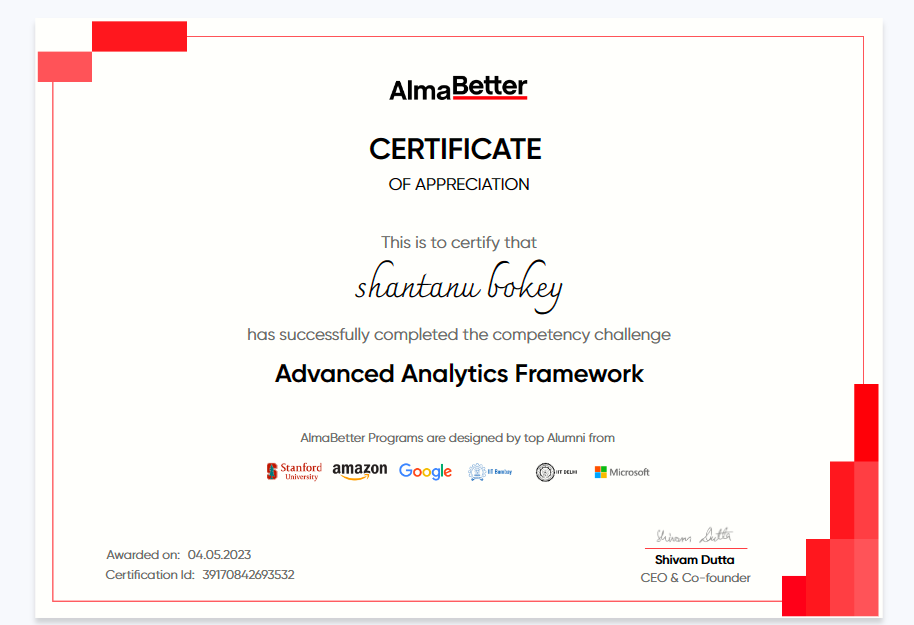 AlmaBetter
CERTIFICATE
OF APPRECIATION
This is to certify that
shantanu bokey
has successfully completed the competency challenge
Advanced Analytics Framework
AlmaBetter Programs are designed by top Alumni from
Stanford University amazon Google IIT Bombay IIT DELHI Microsoft
Shivam Dutta
Awarded on: 04.05.2023
Shivam Dutta
Certification Id: 39170842693532
CEO & Co-founder